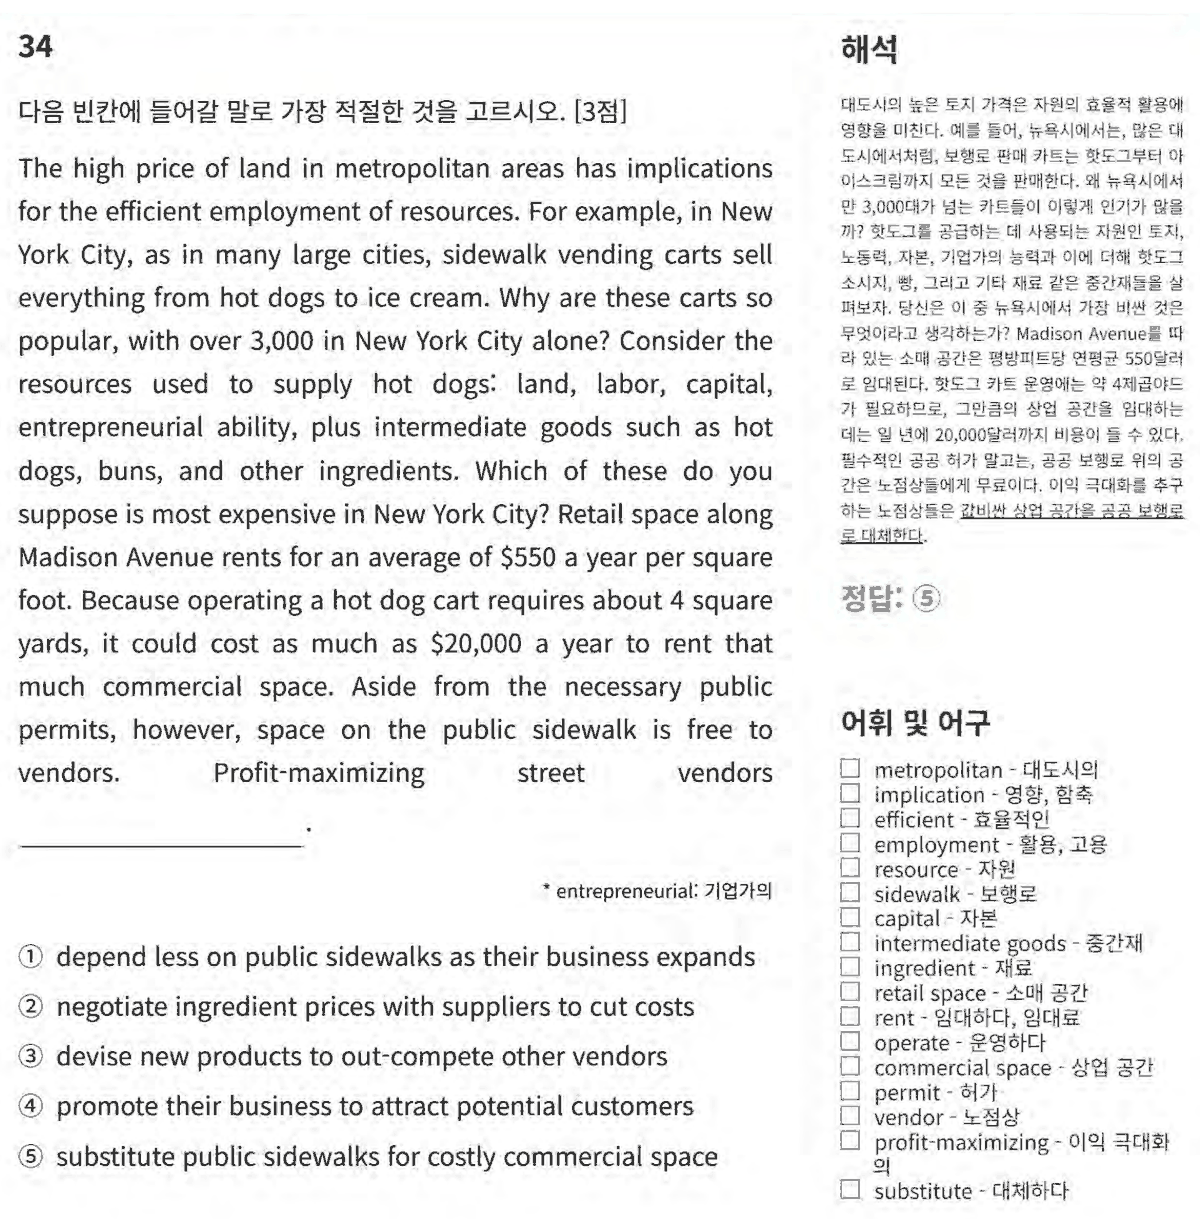 34
다음 빈칸에 들어갈 말로 가장 적절한 것을 고르시오. [3점]
The high price of land in metropolitan areas has implications
for the efficient employment of resources. For example, in New
York City, as in many large cities, sidewalk vending carts sell
everything from hot dogs to ice cream. Why are these carts so
popular, with over 3,000 in New York City alone? Consider the
resources used to supply hot dogs: land, labor, capital,
entrepreneurial ability, plus intermediate goods such as hot
dogs, buns, and other ingredients. Which of these do you
suppose is most expensive in New York City? Retail space along
Madison Avenue rents for an average of $550 a year per square
foot. Because operating a hot dog cart requires about 4 square
yards, it could cost as much as $20,000 a year to rent that
much commercial space. Aside from the necessary public
permits, however, space on the public sidewalk is free to
vendors. Profit-maximizing street vendors
.
* entrepreneurial: 기업가의
① depend less on public sidewalks as their business expands
② negotiate ingredient prices with suppliers to cut costs
③ devise new products to out-compete other vendors
④ promote their business to attract potential customers
⑤ substitute public sidewalks for costly commercial space
해석
대도시의 높은 토지 가격은 자원의 효율적 활용에
영향을 미친다. 예를 들어, 뉴욕시에서는, 많은 대
도시에서처럼, 보행로 판매 카트는 핫도그부터 아
이스크림까지 모든 것을 판매한다. 왜 뉴욕시에서
만 3,000대가 넘는 카트들이 이렇게 인기가 많을
까? 핫도그를 공급하는 데 사용되는 자원인 토지,
노동력, 자본, 기업가의 능력과 이에 더해 핫도그
소시지, 빵, 그리고 기타 재료 같은 중간재들을 살
펴보자. 당신은 이 중 뉴욕시에서 가장 비싼 것은
무엇이라고 생각하는가? Madison Avenue를 따
라 있는 소매 공간은 평방피트당 연평균 550달러
로 임대된다. 핫도그 카트 운영에는 약 4제곱야드
가 필요하므로, 그만큼의 상업 공간을 임대하는
데는 일 년에 20,000달러까지 비용이 들 수 있다.
필수적인 공공 허가 말고는, 공공 보행로 위의 공
간은 노점상들에게 무료이다. 이익 극대화를 추구
하는 노점상들은 값비싼 상업 공간을 공공 보행로
로 대체한다.
정답: ⑤
어휘 및 어구
□ metropolitan - 대도시의
□ implication - 영향, 함축
□ efficient - 효율적인
□ employment - 활용, 고용
□ resource - 자원
□ sidewalk - 보행로
□ capital - 자본
□ intermediate goods - 중간재
□ ingredient - 재료
□ retail space - 소매 공간
□ rent - 임대하다, 임대료
□ operate - 운영하다
□ commercial space - 상업 공간
□ permit - 허가
□ vendor - 노점상
□ profit-maximizing - 이익 극대화
의
□ substitute - 대체하다